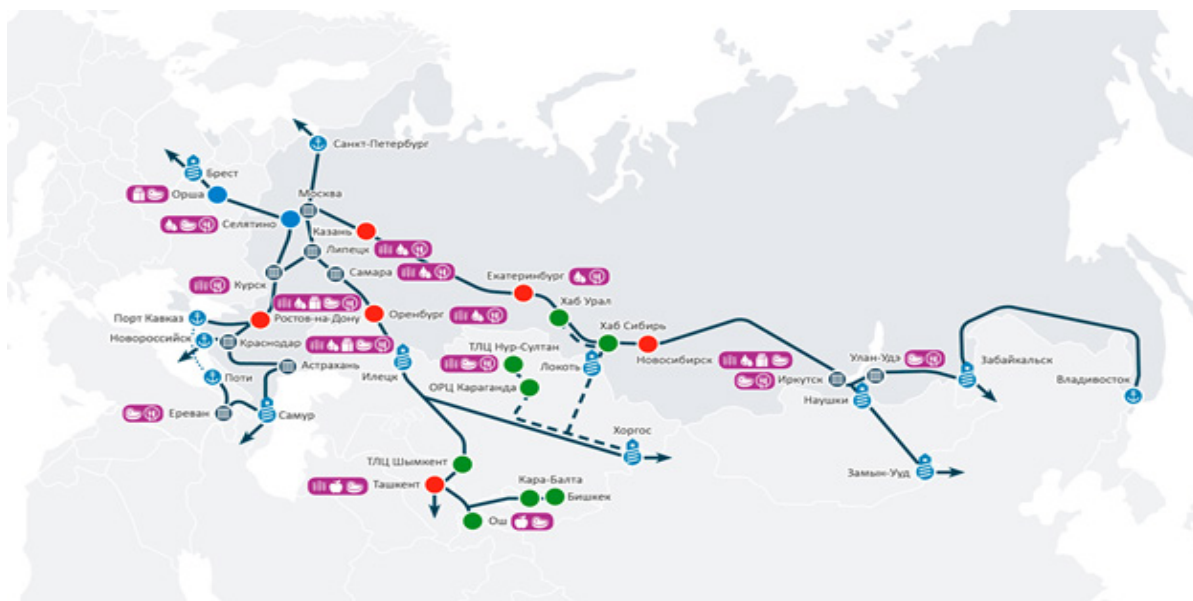 Санкт-Петербург
Брест
Орша
Москва
Селятино
Казань
Липецк
Самара
Екатеринбург
Курск
Хаб Урал
Порт Кавказ
Ростов-на-Дону
Оренбург
Хаб Сибирь
Новороссийск
Краснодар
ТЛЦ Нур-Султан
Новосибирск
Улан-Удэ
Забайкальск
Астрахань
Илецк
Локоть
Иркутск
Владивосток
Поти
ОРЦ Караганда
Наушки
Ереван
Самур
Хоргос
ТЛЦ Шымкент
Замын-Ууд
Ташкент
Кара-Балта
Бишкек
Ош